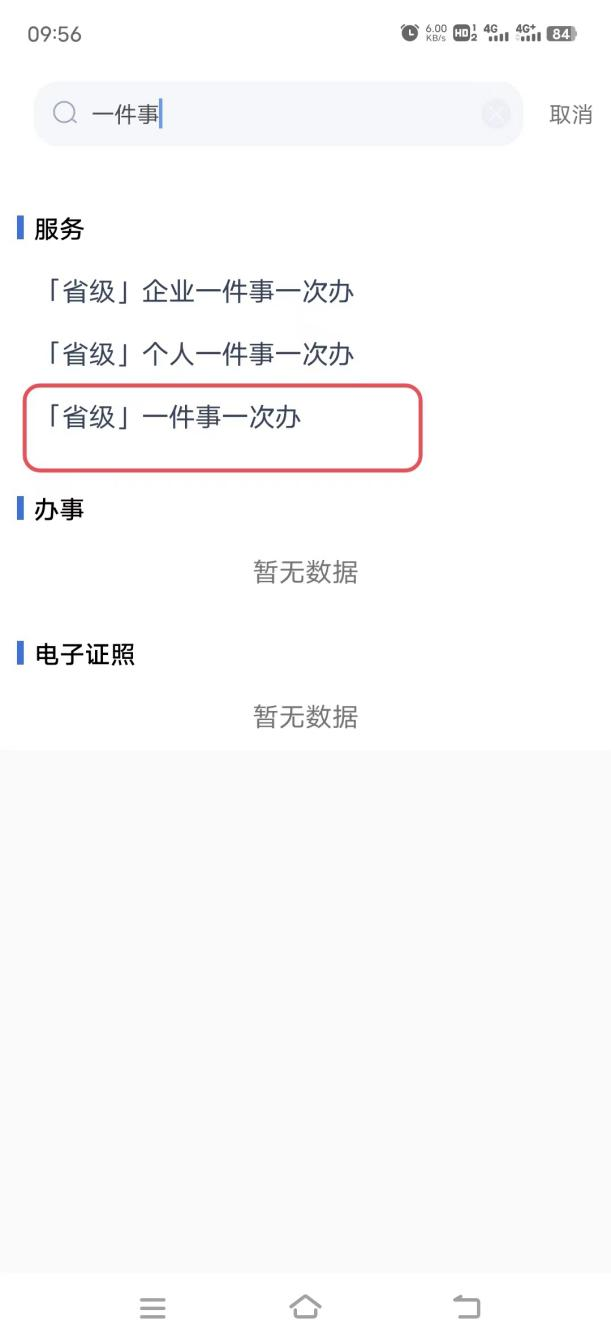 09:56
6.00 KB/s HD 1 2 4G 4G+ 84
一件事
取消
服务
「省级」企业一件事一次办
「省级」个人一件事一次办
「省级」一件事一次办
办事
暂无数据
电子证照
暂无数据